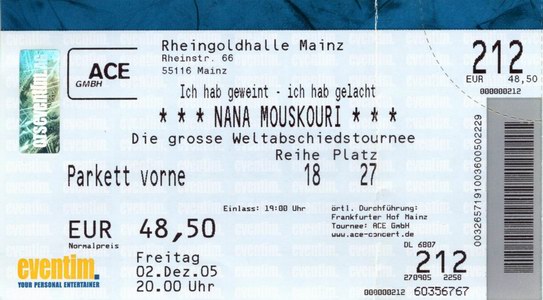 Rheingoldhalle Mainz
Rheinstr. 66
55116 Mainz
ACE
GMBH
Ich hab geweint - ich hab gelacht
* * * NANA MOUSKOURI * * *
Die grosse Weltabschiedstournee
Reihe Platz
Parkett vorne 18 27
Einlass: 19:00 Uhr
EUR 48,50
Normalpreis
örtl. Durchführung:
Frankfurter Hof Mainz
Tournee: ACE GmbH
www.ace-concert.de
Freitag
02.Dez.05
20.00 Uhr
eventim.
YOUR PERSONAL ENTERTAINER
212
EUR 48,50
000000212
00326571910036005022229
DL 6807
212
270905 2258
60356767